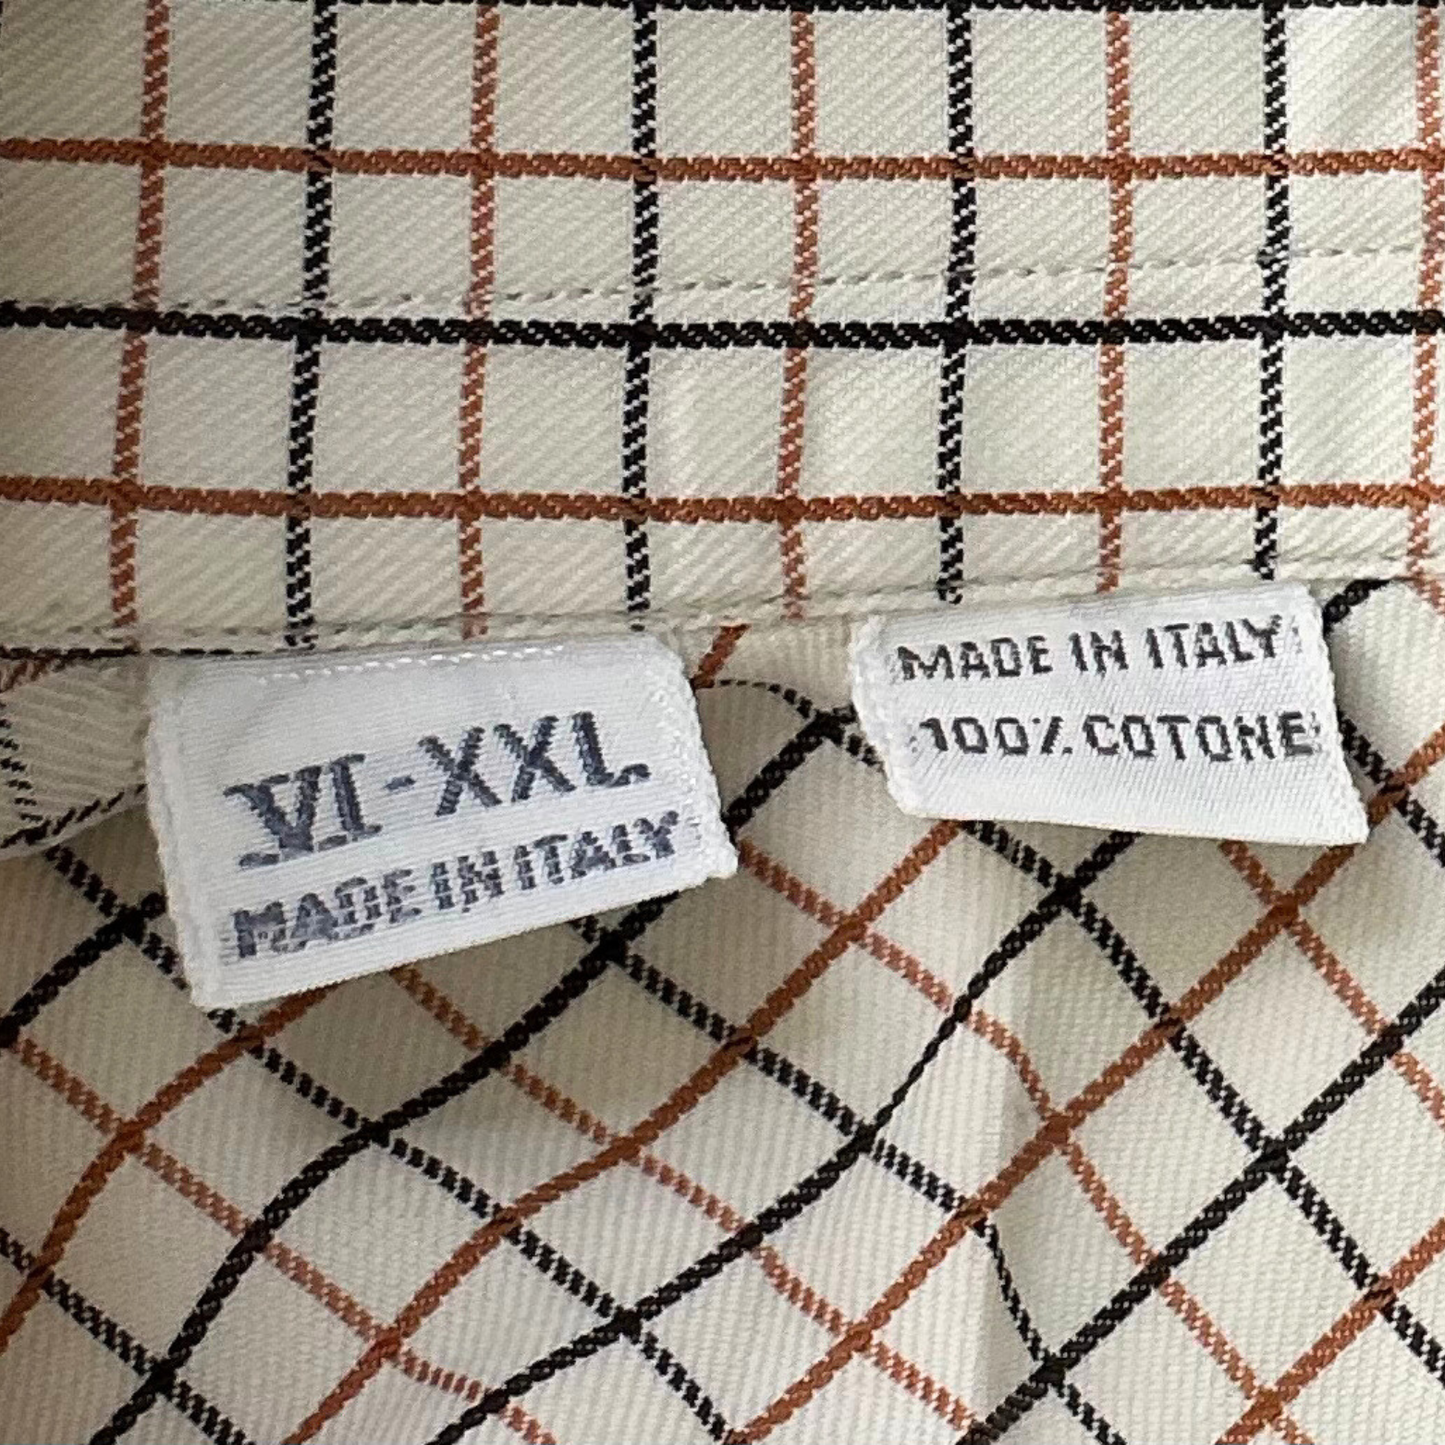 VI-XXL
MADE IN ITALY
MADE IN ITALY
100% COTONE